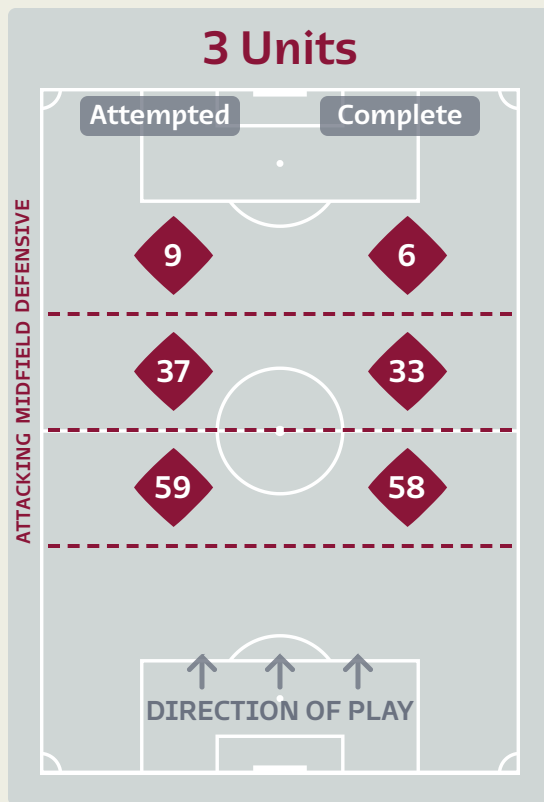 3 Units
Attempted Complete
9 6
37 33
59 58
ATTACKING MIDFIELD DEFENSIVE
DIRECTION OF PLAY